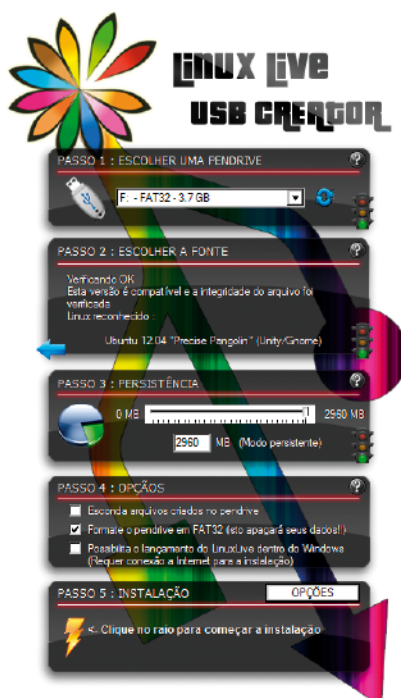 Linux Live
USB CREATOR
PASSO 1 : ESCOLHER UMA PENDRIVE
?
F: - FAT32 - 3.7 GB
PASSO 2 : ESCOLHER A FONTE
?
Verificando OK
Esta versão é compatível e a integridade do arquivo foi
verificada
Linux reconhecido :
Ubuntu 12.04 "Precise Pangolin" (Unity/Gnome)
PASSO 3 : PERSISTÊNCIA
?
0 MB 2960 MB
2960 MB (Modo persistente)
PASSO 4 : OPÇÃOS
?
Esconda arquivos criados no pendrive
Formate o pendrive em FAT32 (isto apagará seus dados!!)
Possibilita o lançamento do LinuxLive dentro do Windows
(Requer conexão a Internet para a instalação)
PASSO 5 : INSTALAÇÃO OPÇÕES
<- Clique no raio para começar a instalação